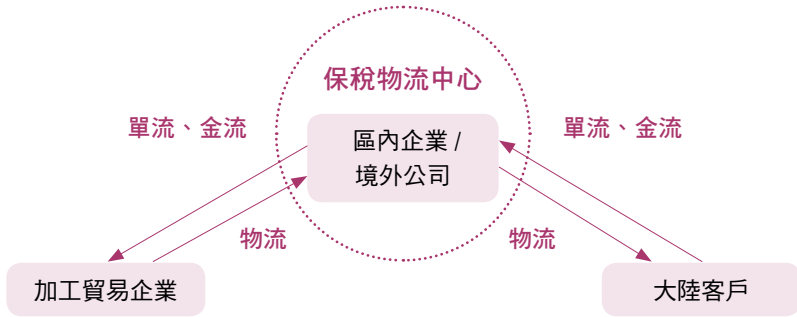 保稅物流中心
單流、金流
區內企業 /
境外公司
單流、金流
物流
物流
加工貿易企業
大陸客戶